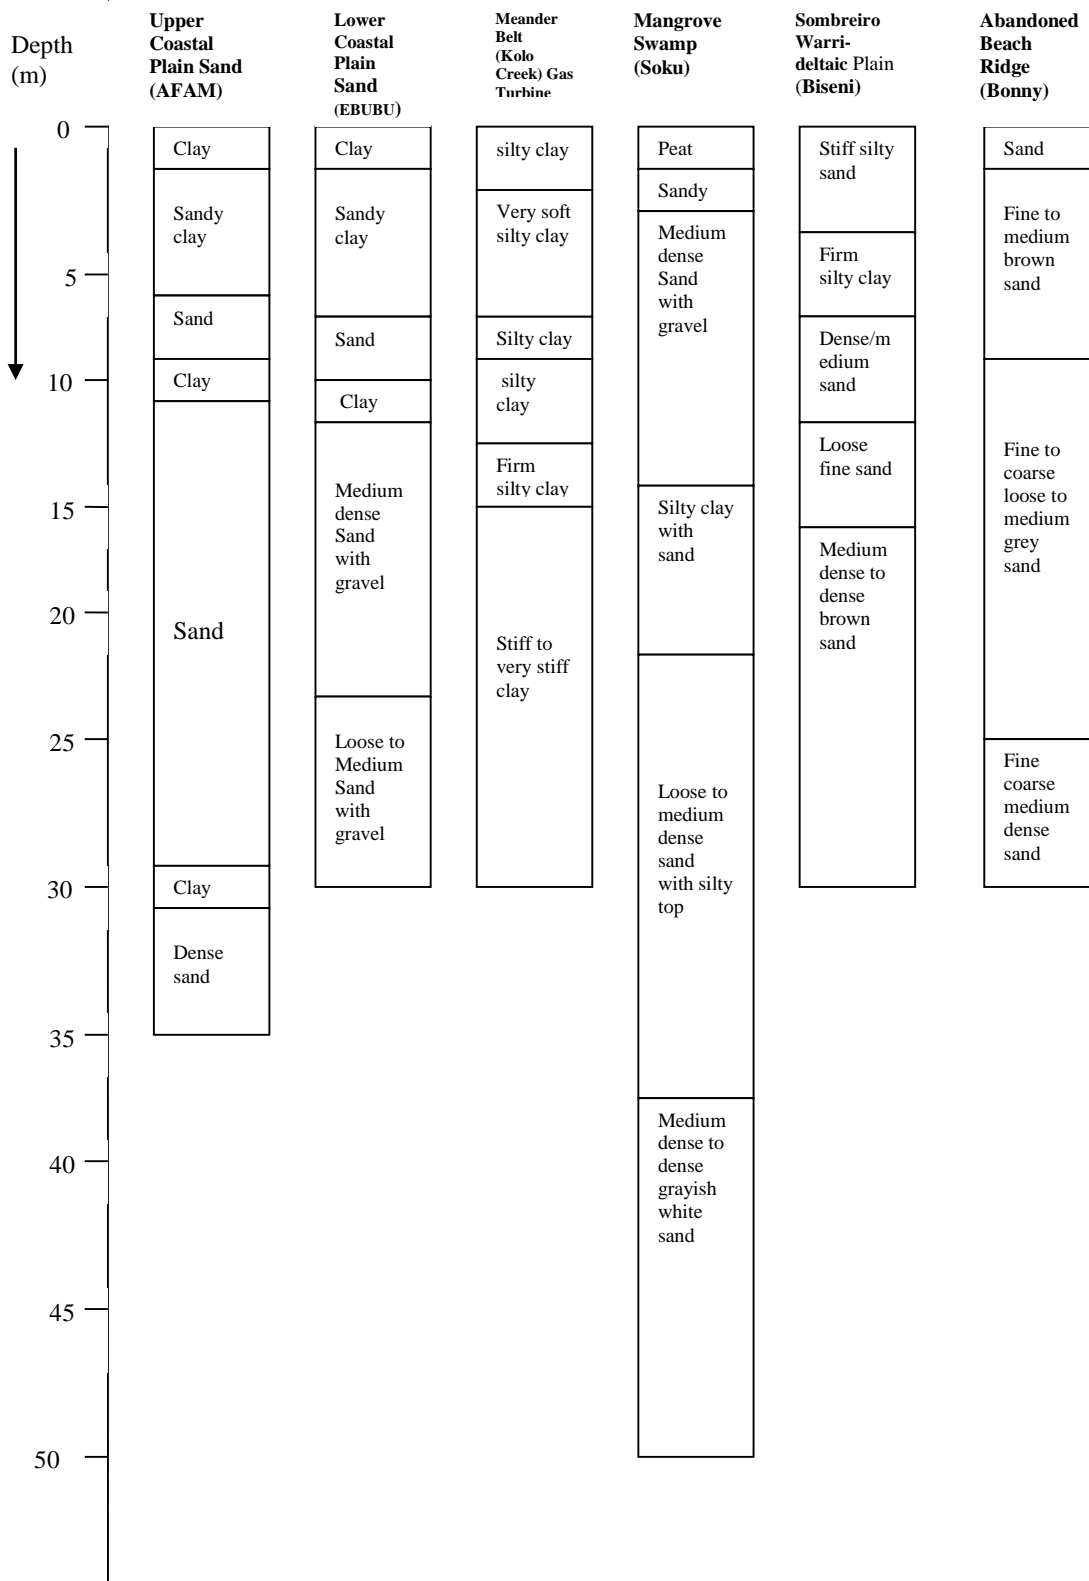 Depth
(m)
Upper
Coastal
Plain Sand
(AFAM)
Lower
Coastal
Plain
Sand
(EBUBU)
Meander
Belt
(Kolo
Creek) Gas
Turbine
Mangrove
Swamp
(Soku)
Sombreiro
Warri-
deltaic Plain
(Biseni)
Abandoned
Beach
Ridge
(Bonny)
0
5
10
15
20
25
30
35
40
45
50
Clay
Sandy
clay
Sand
Clay
Sand
Clay
Dense
sand
Clay
Sandy
clay
Sand
Clay
Medium
dense
Sand
with
gravel
Loose to
Medium
Sand
with
gravel
silty clay
Very soft
silty clay
Silty clay
silty
clay
Firm
silty clay
Stiff to
very stiff
clay
Peat
Sandy
Medium
dense
Sand
with
gravel
Silty clay
with
sand
Loose to
medium
dense
sand
with silty
top
Medium
dense to
dense
grayish
white
sand
Stiff silty
sand
Firm
silty clay
Dense/m
edium
sand
Loose
fine sand
Medium
dense to
dense
brown
sand
Sand
Fine to
medium
brown
sand
Fine to
coarse
loose to
medium
grey
sand
Fine
coarse
medium
dense
sand